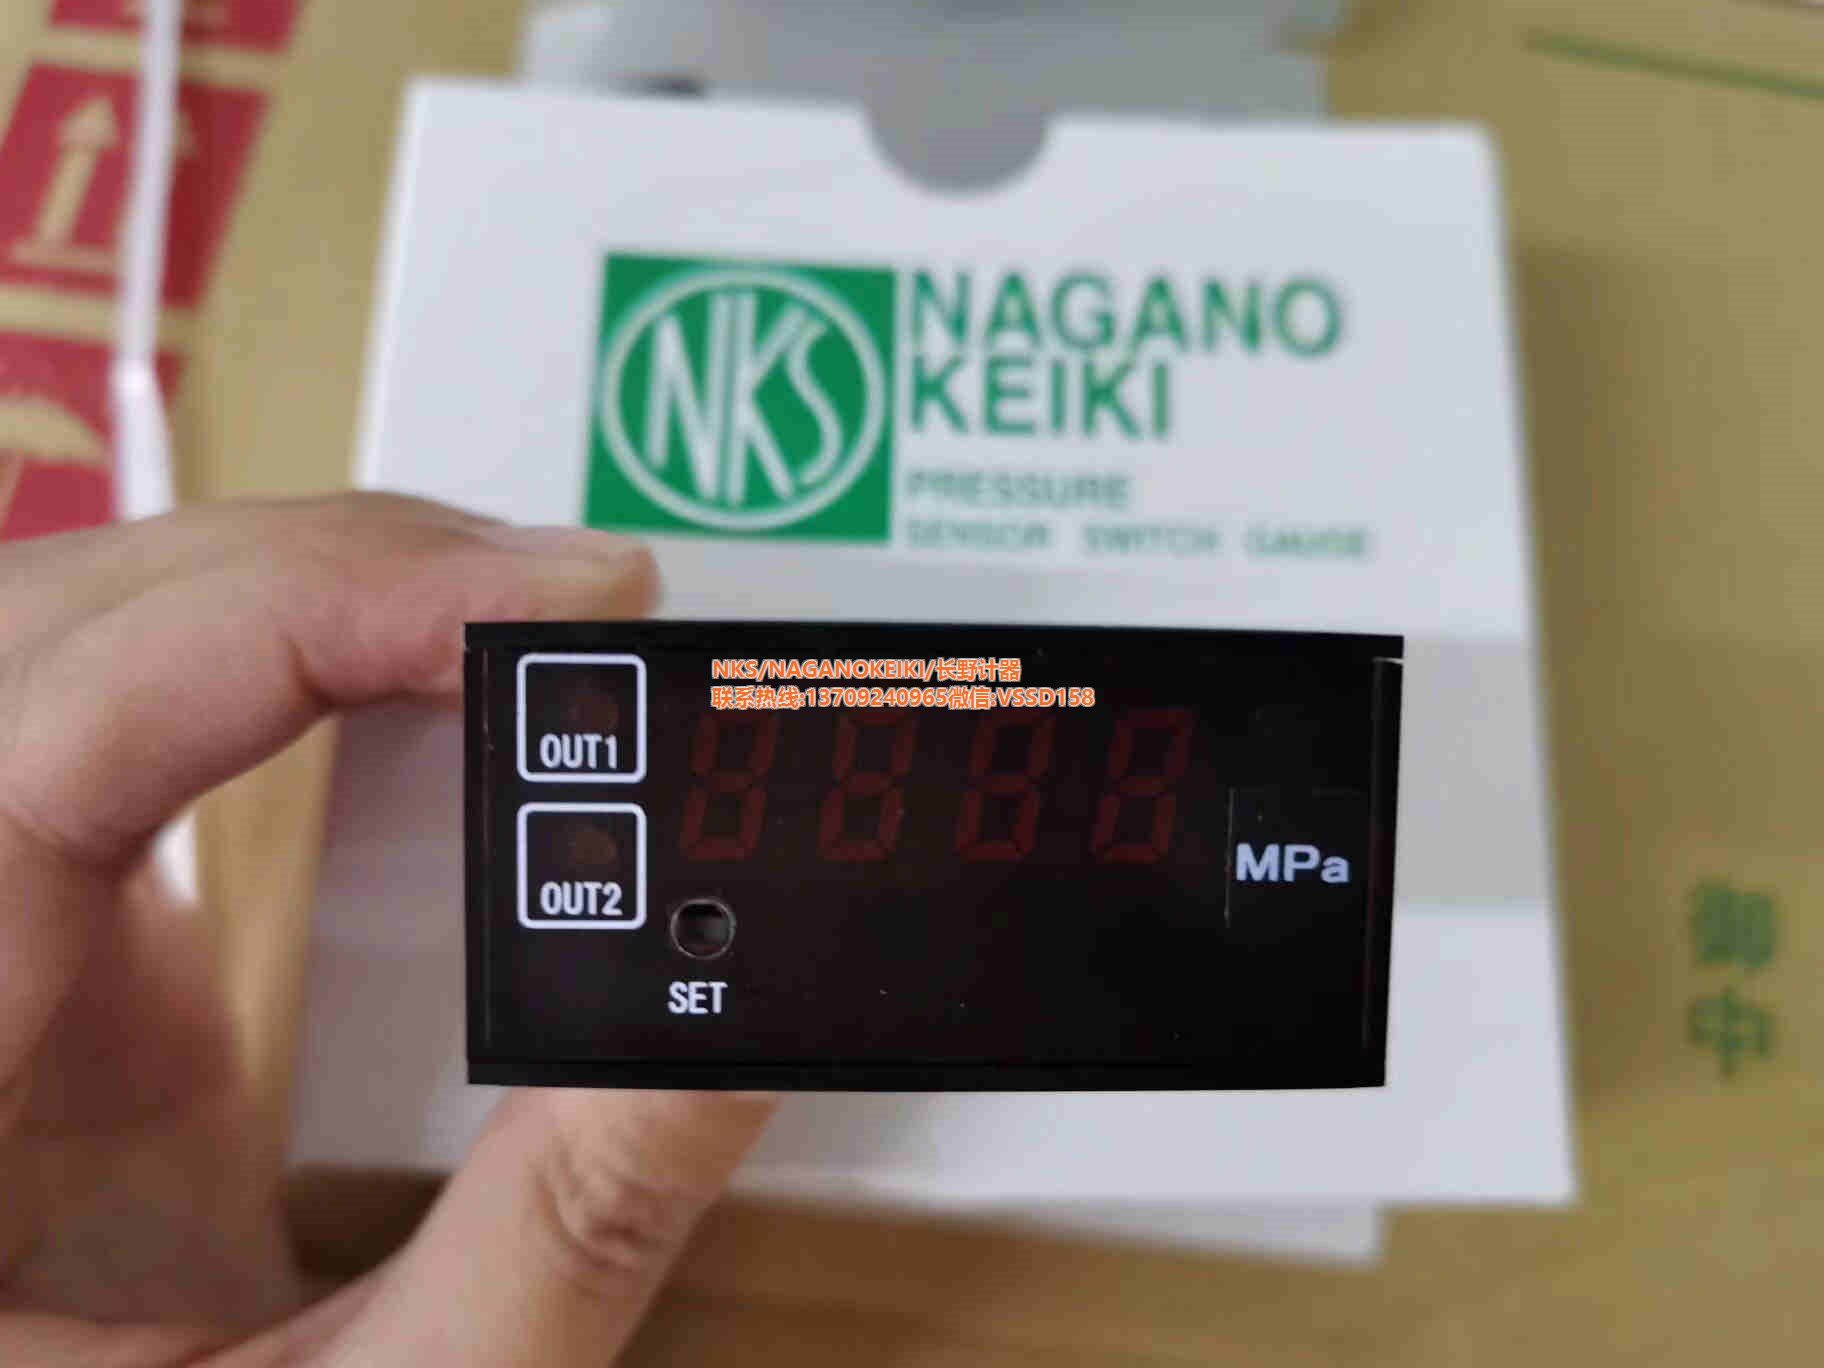 NKS
NAGANO
KEIKI
PRESSURE
SENSOR SWITCH GAUGE
NKS/NAGANOKEIKI/长野计器
联系热线:13709240965微信:VSSD158
OUT1
OUT2
MPa
SET
中